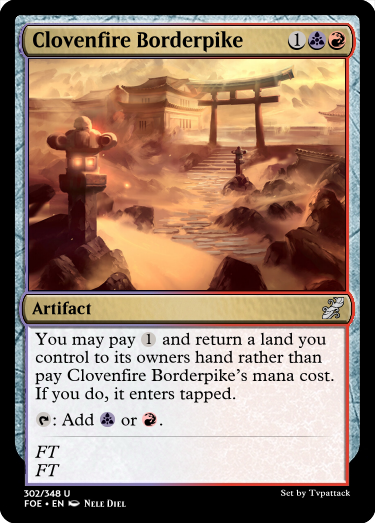 Clovenfire Borderpike 1
Artifact
You may pay 1 and return a land you
control to its owners hand rather than
pay Clovenfire Borderpike's mana cost.
If you do, it enters tapped.
: Add or .
FT
FT
302/348 U
FOE • EN Nele Diel
Set by Tvpattack